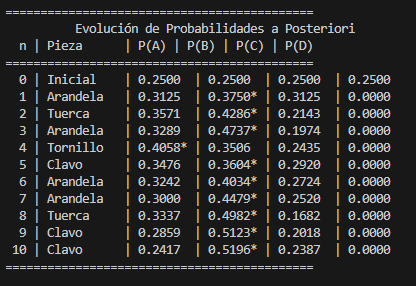 ============================================
Evolución de Probabilidades a Posteriori
n | Pieza | P(A) | P(B) | P(C) | P(D)
============================================
0 | Inicial | 0.2500 | 0.2500 | 0.2500 | 0.2500
1 | Arandela | 0.3125 | 0.3750* | 0.3125 | 0.0000
2 | Tuerca | 0.3571 | 0.4286* | 0.2143 | 0.0000
3 | Arandela | 0.3289 | 0.4737* | 0.1974 | 0.0000
4 | Tornillo | 0.4058* | 0.3506 | 0.2435 | 0.0000
5 | Clavo | 0.3476 | 0.3604* | 0.2920 | 0.0000
6 | Arandela | 0.3242 | 0.4034* | 0.2724 | 0.0000
7 | Arandela | 0.3000 | 0.4479* | 0.2520 | 0.0000
8 | Tuerca | 0.3337 | 0.4982* | 0.1682 | 0.0000
9 | Clavo | 0.2859 | 0.5123* | 0.2018 | 0.0000
10 | Clavo | 0.2417 | 0.5196* | 0.2387 | 0.0000
============================================